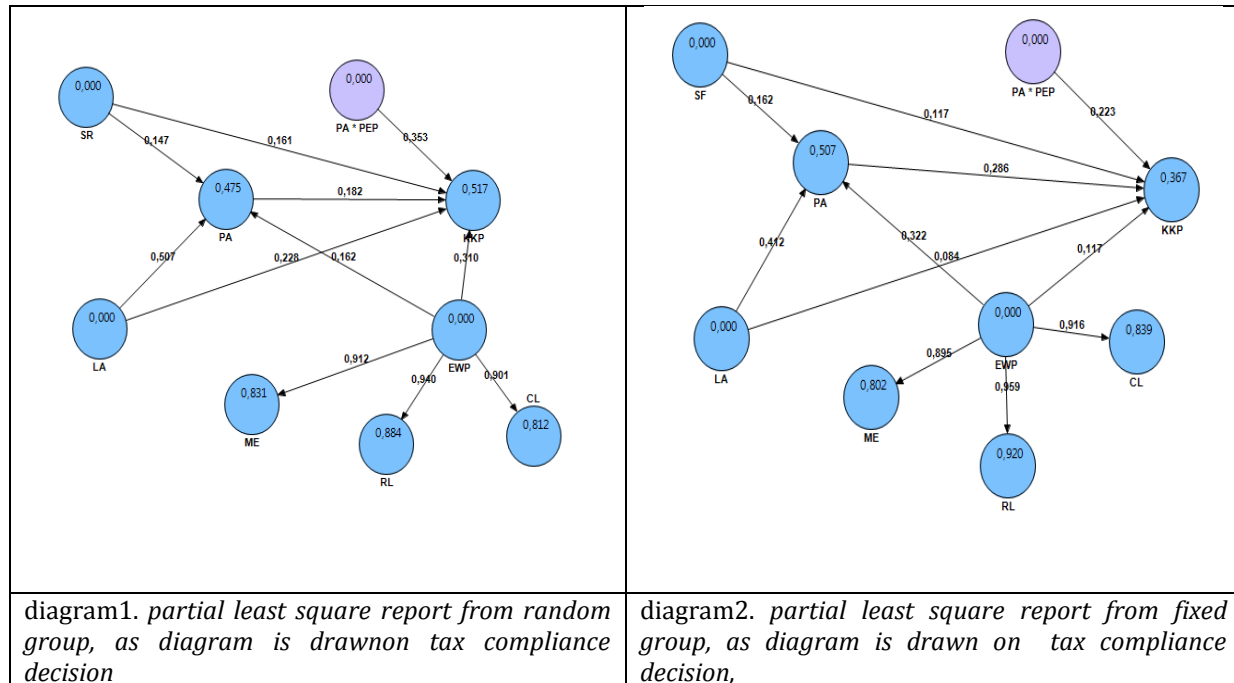 0,000
SR
0,000
PA * PEP
0,147
0,161
0,353
0,475
PA
0,182
0,517
KKP
0,507
0,228
0,162
0,310
0,000
LA
0,000
EWP
0,912
0,940
0,901
0,831
ME
0,884
RL
CL
0,812
diagram1. partial least square report from random
group, as diagram is drawnon tax compliance
decision
0,000
SF
0,000
PA * PEP
0,162
0,117
0,223
0,507
PA
0,286
0,367
KKP
0,412
0,322
0,084
0,117
0,000
LA
0,000
EWP
0,916
0,839
CL
0,895
0,959
0,802
ME
0,920
RL
diagram2. partial least square report from fixed
group, as diagram is drawn on tax compliance
decision,